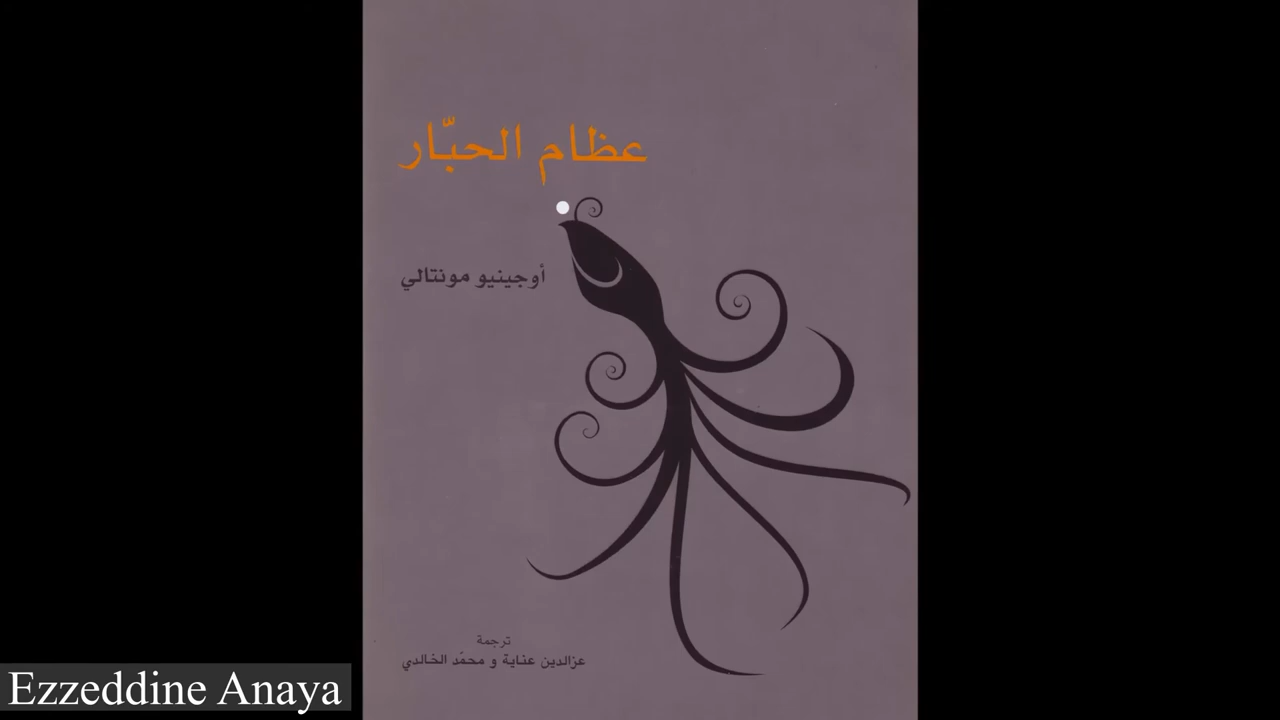 عظام الحبّار
أوجينيو مونتالي
ترجمة
عزالدين عناية و محمّد الخالدي
Ezzeddine Anaya